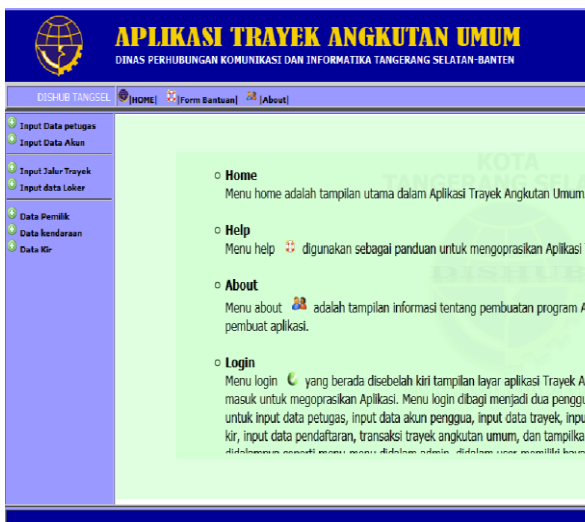 APLIKASI TRAYEK ANGKUTAN UMUM
DINAS PERHUBUNGAN KOMUNIKASI DAN INFORMATIKA TANGERANG SELATAN-BANTEN
DISHUB TANGSEL |HOME| |Form Bantuan| |About|
Input Data petugas
Input Data Akun
Input Jalur Trayek
Input data Loker
Data Pemilik
Data kendaraan
Data Kir
KOTA
TANGERANG SELA
DISHUB
Home
Menu home adalah tampilan utama dalam Aplikasi Trayek Angkutan Umum
Help
Menu help digunakan sebagai panduan untuk mengoprasikan Aplikasi
About
Menu about adalah tampilan informasi tentang pembuatan program A
pembuat aplikasi.
Login
Menu login yang berada disebelah kiri tampilan layar aplikasi Trayek A
masuk untuk megoprasikan Aplikasi. Menu login dibagi menjadi dua penggu
untuk input data petugas, input data akun penggua, input data trayek, inpu
kir, input data pendaftaran, transaksi trayek angkutan umum, dan tampilka